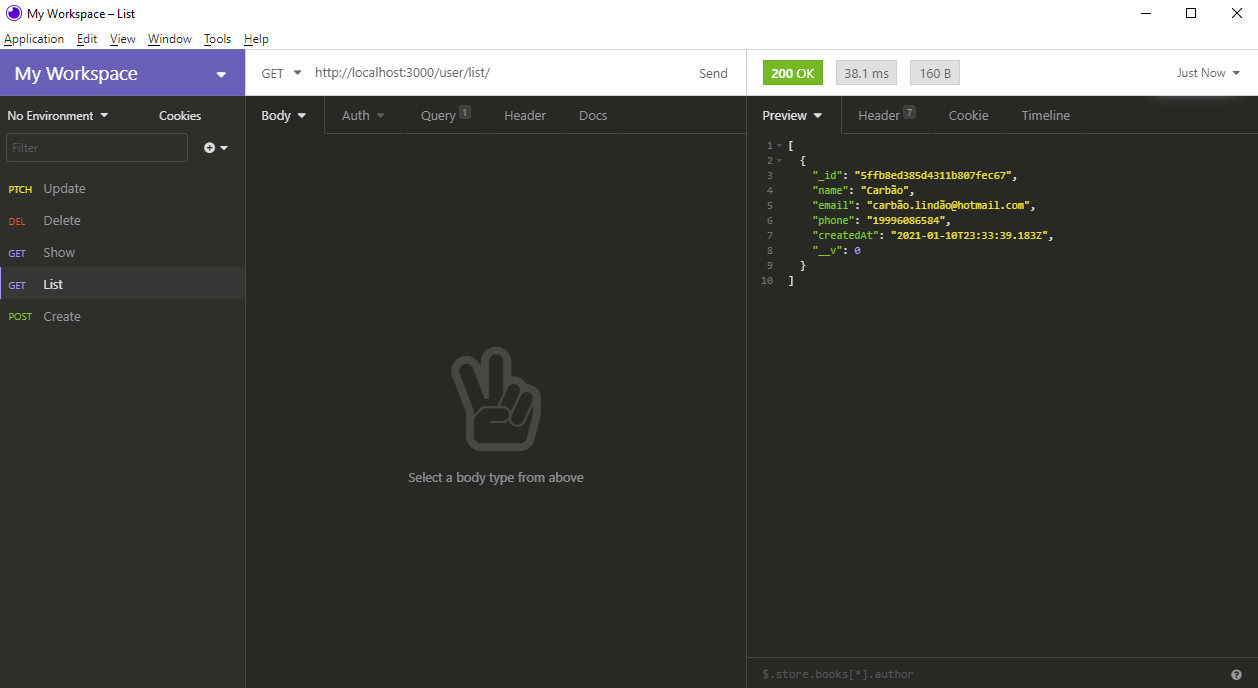 My Workspace – List
Application Edit View Window Tools Help
My Workspace
GET http://localhost:3000/user/list/ Send
200 OK 38.1 ms 160 B Just Now
No Environment Cookies
Filter
PTCH Update
DEL Delete
GET Show
GET List
POST Create
Body Auth Query 1 Header Docs
Select a body type from above
Preview Header 7 Cookie Timeline
1 [
2 {
3 "_id": "5ffb8ed385d4311b807fec67",
4 "name": "Carbão",
5 "email": "carbão.lindão@hotmail.com",
6 "phone": "19996086584",
7 "createdAt": "2021-01-10T23:33:39.183Z",
8 "__v": 0
9 }
10 ]
$.store.books[*].author